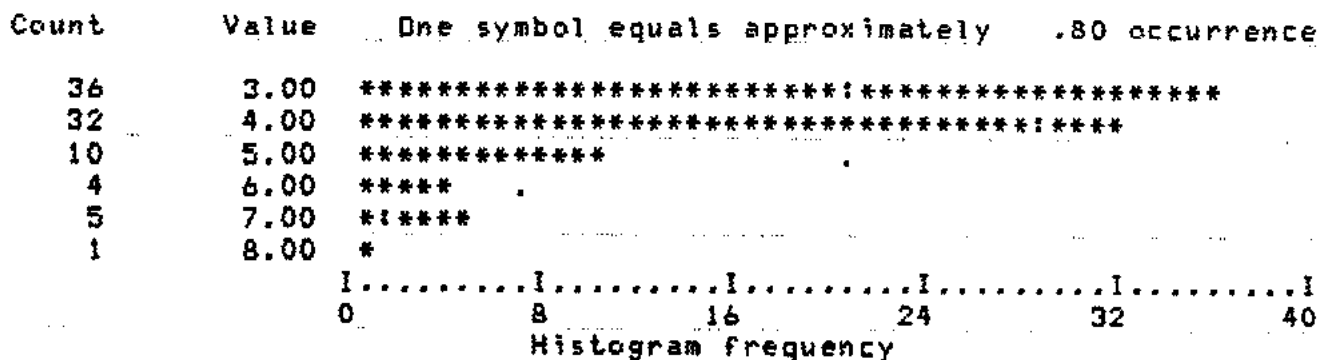 Count Value One symbol equals approximately .80 occurrence
36 3.00 *************************:*******************
32 4.00 ***********************************:****
10 5.00 ************* .
4 6.00 ***** .
5 7.00 *:****
1 8.00 *
I.........I.........I.........I.........I.........I
0 8 16 24 32 40
Histogram frequency